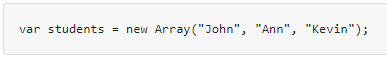 var students = new Array("John", "Ann", "Kevin");